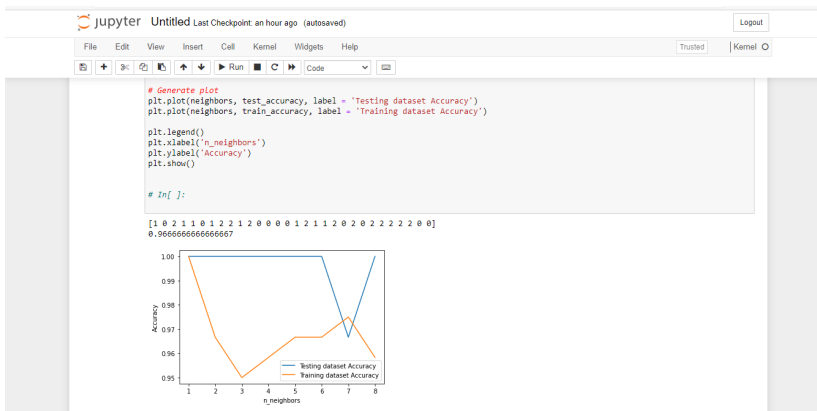 jupyter Untitled Last Checkpoint: an hour ago (autosaved)
Logout
File Edit View Insert Cell Kernel Widgets Help
Trusted
Kernel
Run
Code
# Generate plot
plt.plot(neighbors, test_accuracy, label = 'Testing dataset Accuracy')
plt.plot(neighbors, train_accuracy, label = 'Training dataset Accuracy')
plt.legend()
plt.xlabel('n_neighbors')
plt.ylabel('Accuracy')
plt.show()
# In[ ]:
[1 0 2 1 1 0 1 2 2 1 2 0 0 0 0 1 2 1 1 2 0 2 0 2 2 2 2 2 0 0]
0.9666666666666667
1.00
0.99
0.98
0.97
0.96
0.95
Accuracy
Testing dataset Accuracy
Training dataset Accuracy
1 2 3 4 5 6 7 8
n_neighbors